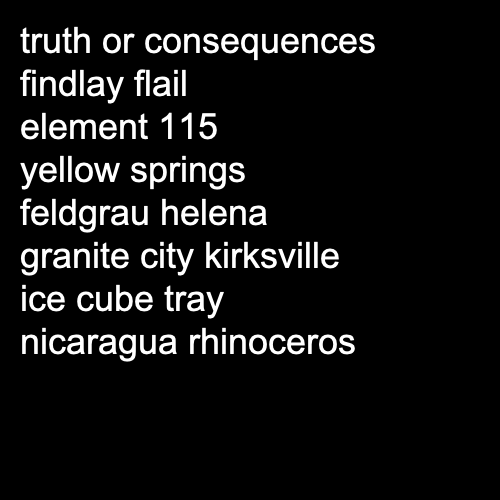 truth or consequences
findlay flail
element 115
yellow springs
feldgrau helena
granite city kirksville
ice cube tray
nicaragua rhinoceros